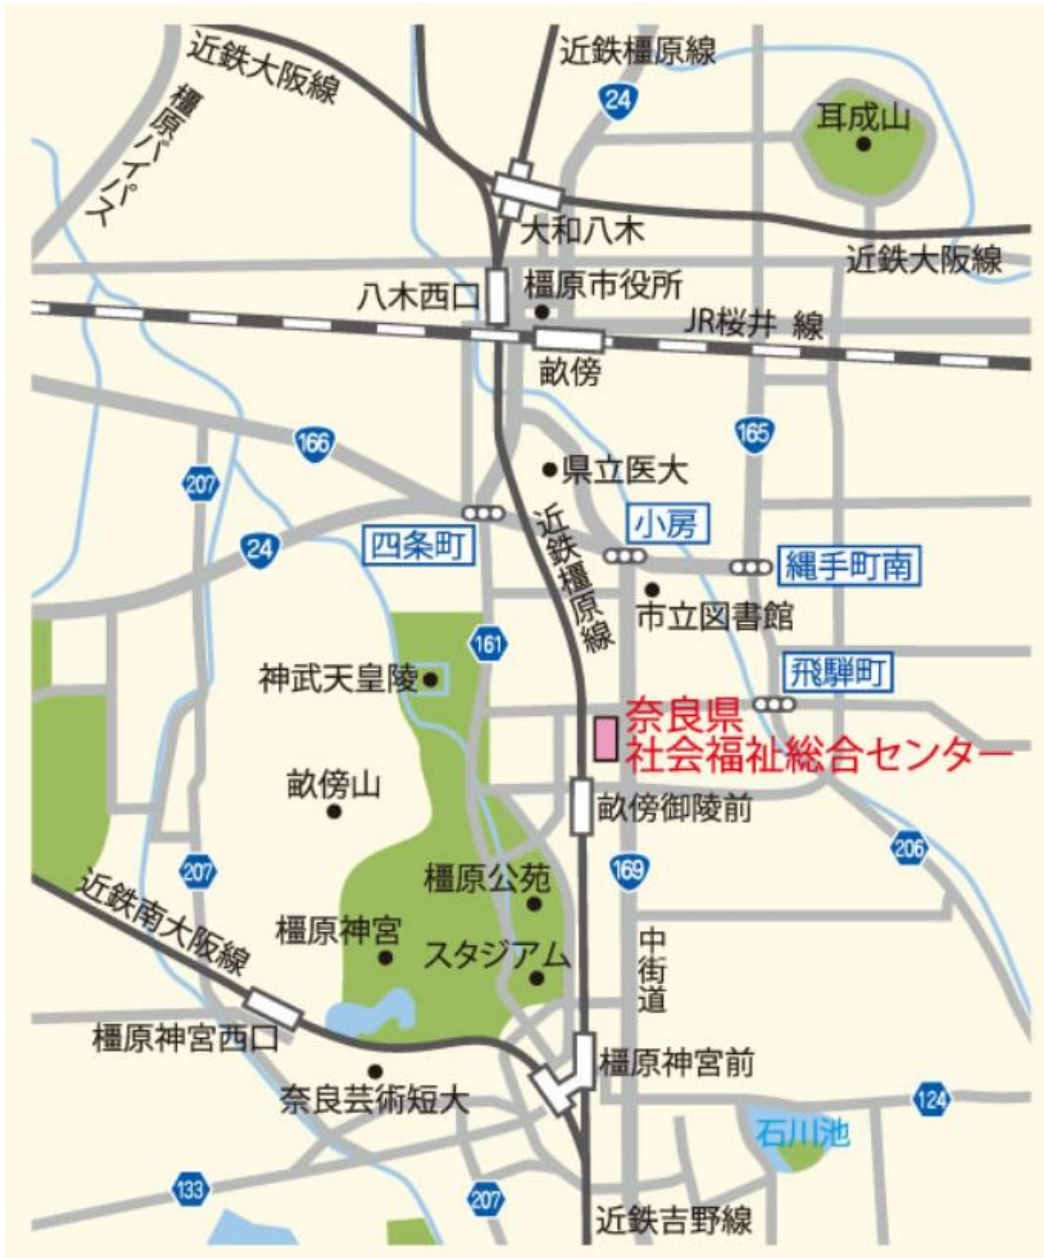 近鉄大阪線
近鉄橿原線
24
橿原バイパス
耳成山
大和八木
近鉄大阪線
八木西口
橿原市役所
JR桜井 線
畝傍
166
165
207
県立医大
24
四条町
小房
縄手町南
近鉄橿原線
市立図書館
161
神武天皇陵
飛騨町
奈良県
社会福祉総合センター
畝傍山
畝傍御陵前
206
207
169
橿原公苑
近鉄南大阪線
橿原神宮
スタジアム
中街道
橿原神宮西口
橿原神宮前
奈良芸術短大
124
石川池
133
207
近鉄吉野線